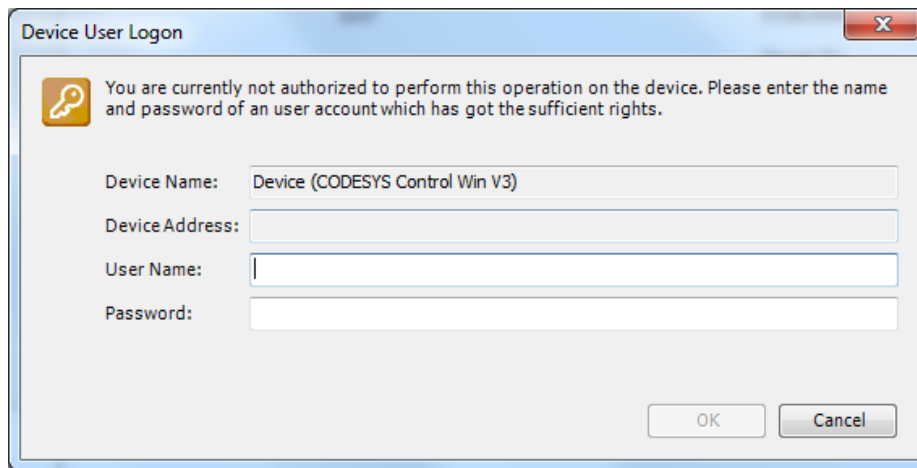 Device User Logon
You are currently not authorized to perform this operation on the device. Please enter the name
and password of an user account which has got the sufficient rights.
Device Name: Device (CODESYS Control Win V3)
Device Address:
User Name:
Password:
OK Cancel